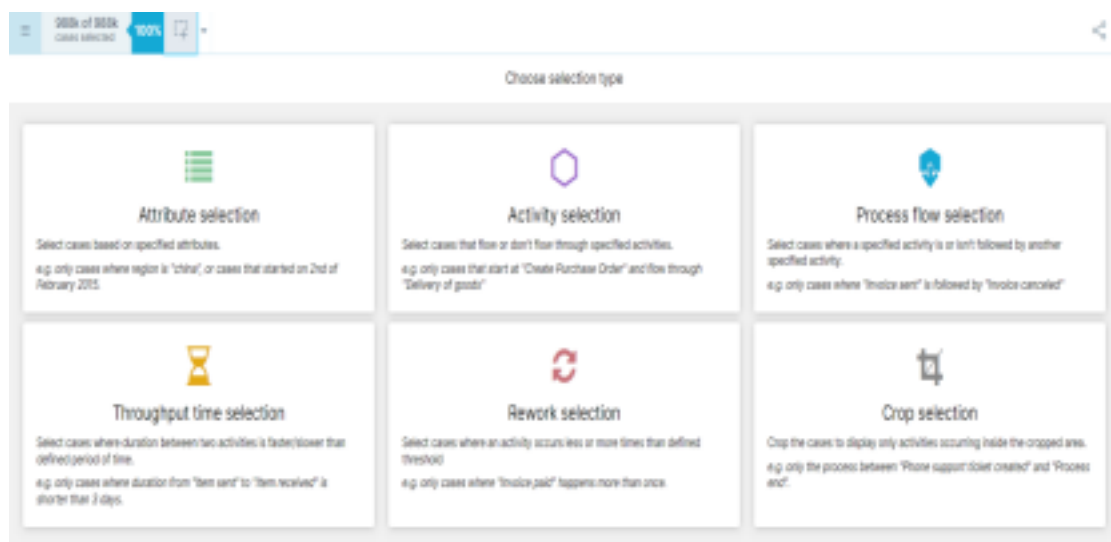 988k of 988k
cases selected
100%
Choose selection type
Attribute selection
Select cases based on specified attributes.
e.g. only cases where region is "china", or cases that started on 2nd of
February 2015.
Activity selection
Select cases that flow or don't flow through specified activities.
e.g. only cases that start at "Create Purchase Order" and flow through
"Delivery of goods"
Process flow selection
Select cases where a specified activity is or isn't followed by another
specified activity.
e.g. only cases where "Invoice sent" is followed by "Invoice canceled"
Throughput time selection
Select cases where duration between two activities is faster/slower than
defined period of time.
e.g. only cases where duration from "Item sent" to "Item received" is
shorter than 3 days.
Rework selection
Select cases where an activity occurs less or more times than defined
threshold
e.g. only cases where "Invoice paid" happens more than once.
Crop selection
Crop the cases to display only activities occurring inside the cropped area.
e.g. only the process between "Phone support ticket created" and "Process
end".